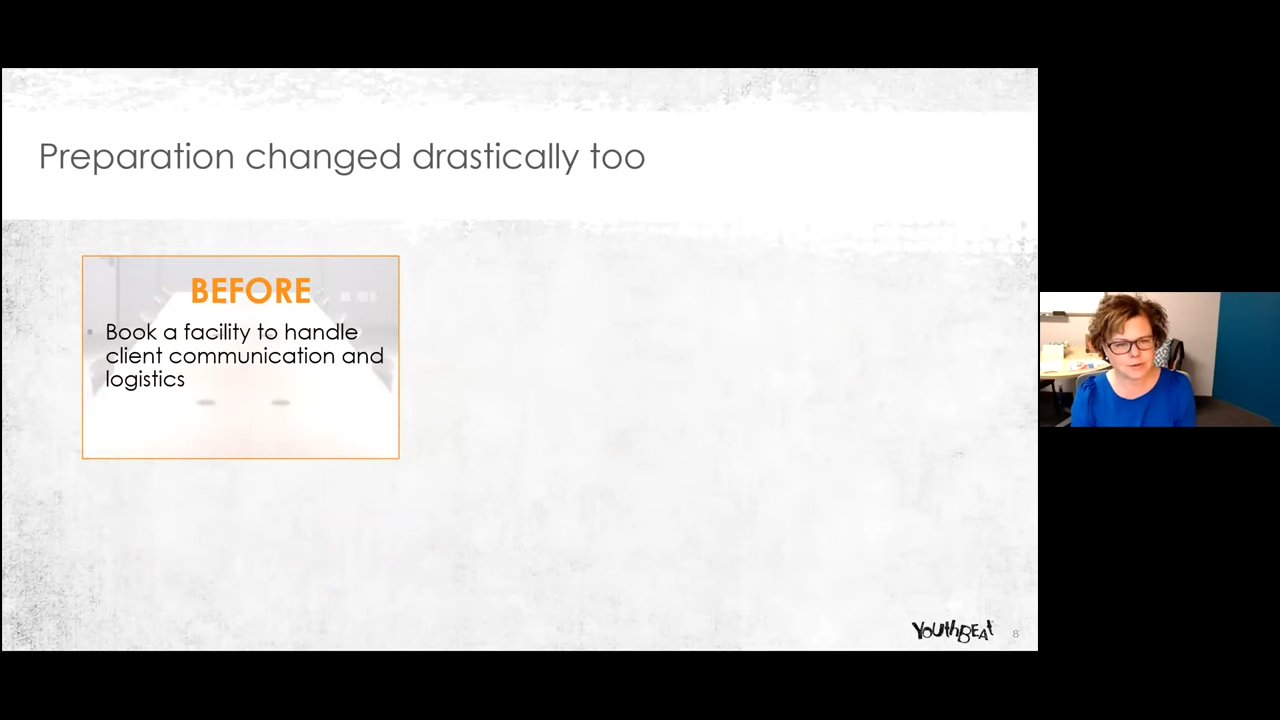 Preparation changed drastically too
BEFORE
• Book a facility to handle
client communication and
logistics
YOUTHBEAT
8